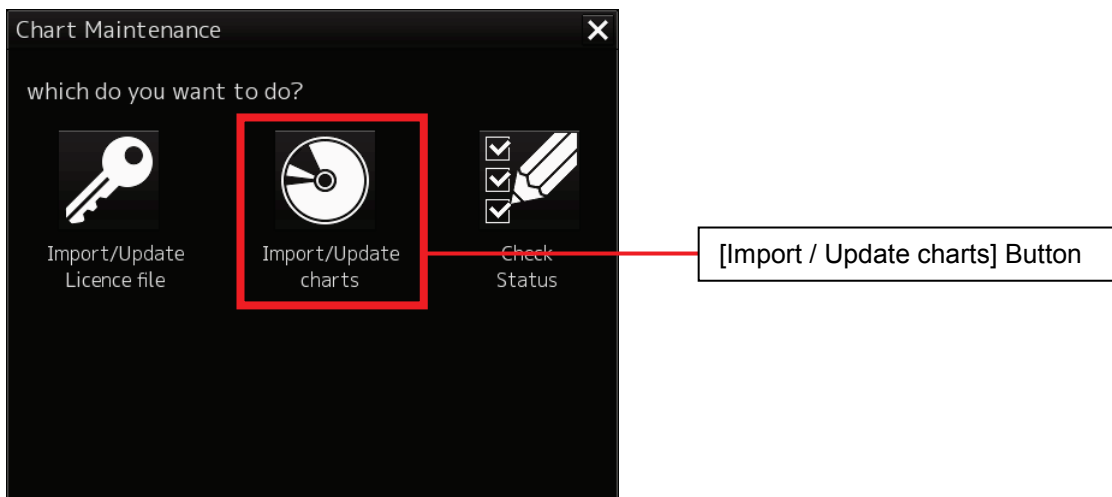 Chart Maintenance
which do you want to do?
Import/Update
Licence file
Import/Update
charts
Check
Status
[Import / Update charts] Button